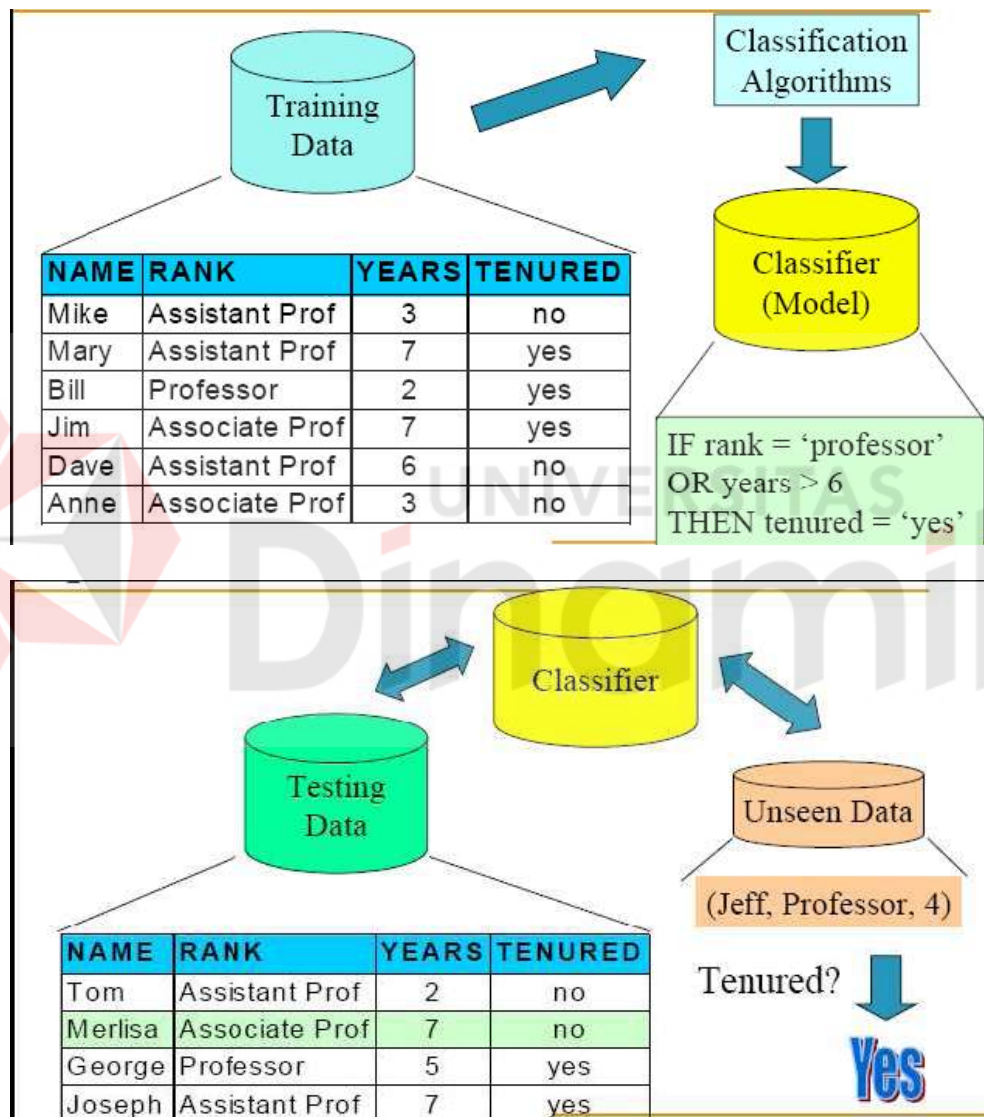 Training
Data
Classification
Algorithms
Classifier
(Model)
NAME RANK YEARS TENURED
Mike Assistant Prof 3 no
Mary Assistant Prof 7 yes
Bill Professor 2 yes
Jim Associate Prof 7 yes
Dave Assistant Prof 6 no
Anne Associate Prof 3 no
IF rank = ‘professor’
OR years > 6
THEN tenured = ‘yes’
UNIVERSITAS
Classifier
Testing
Data
Unseen Data
(Jeff, Professor, 4)
NAME RANK YEARS TENURED
Tom Assistant Prof 2 no
Merlisa Associate Prof 7 no
George Professor 5 yes
Joseph Assistant Prof 7 yes
Tenured?
Yes